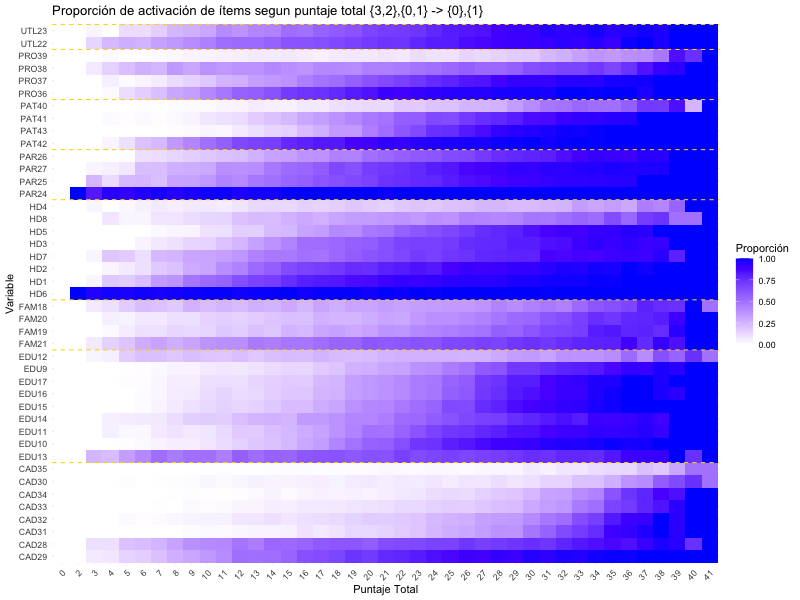 Proporción de activación de ítems segun puntaje total {3,2},{0,1} -> {0},{1}
UTL23
UTL22
PRO39
PRO38
PRO37
PRO36
PAT40
PAT41
PAT43
PAT42
PAR26
PAR27
PAR25
PAR24
HD4
HD8
HD5
HD3
HD7
HD2
HD1
HD6
FAM18
FAM20
FAM19
FAM21
EDU12
EDU9
EDU17
EDU16
EDU15
EDU14
EDU11
EDU10
EDU13
CAD35
CAD30
CAD34
CAD33
CAD32
CAD31
CAD28
CAD29
Variable
0 2 3 4 5 6 7 8 9 10 11 12 13 14 15 16 17 18 19 20 21 22 23 24 25 26 27 28 29 30 31 32 33 34 35 36 37 38 39 40 41
Puntaje Total
Proporción
1.00
0.75
0.50
0.25
0.00